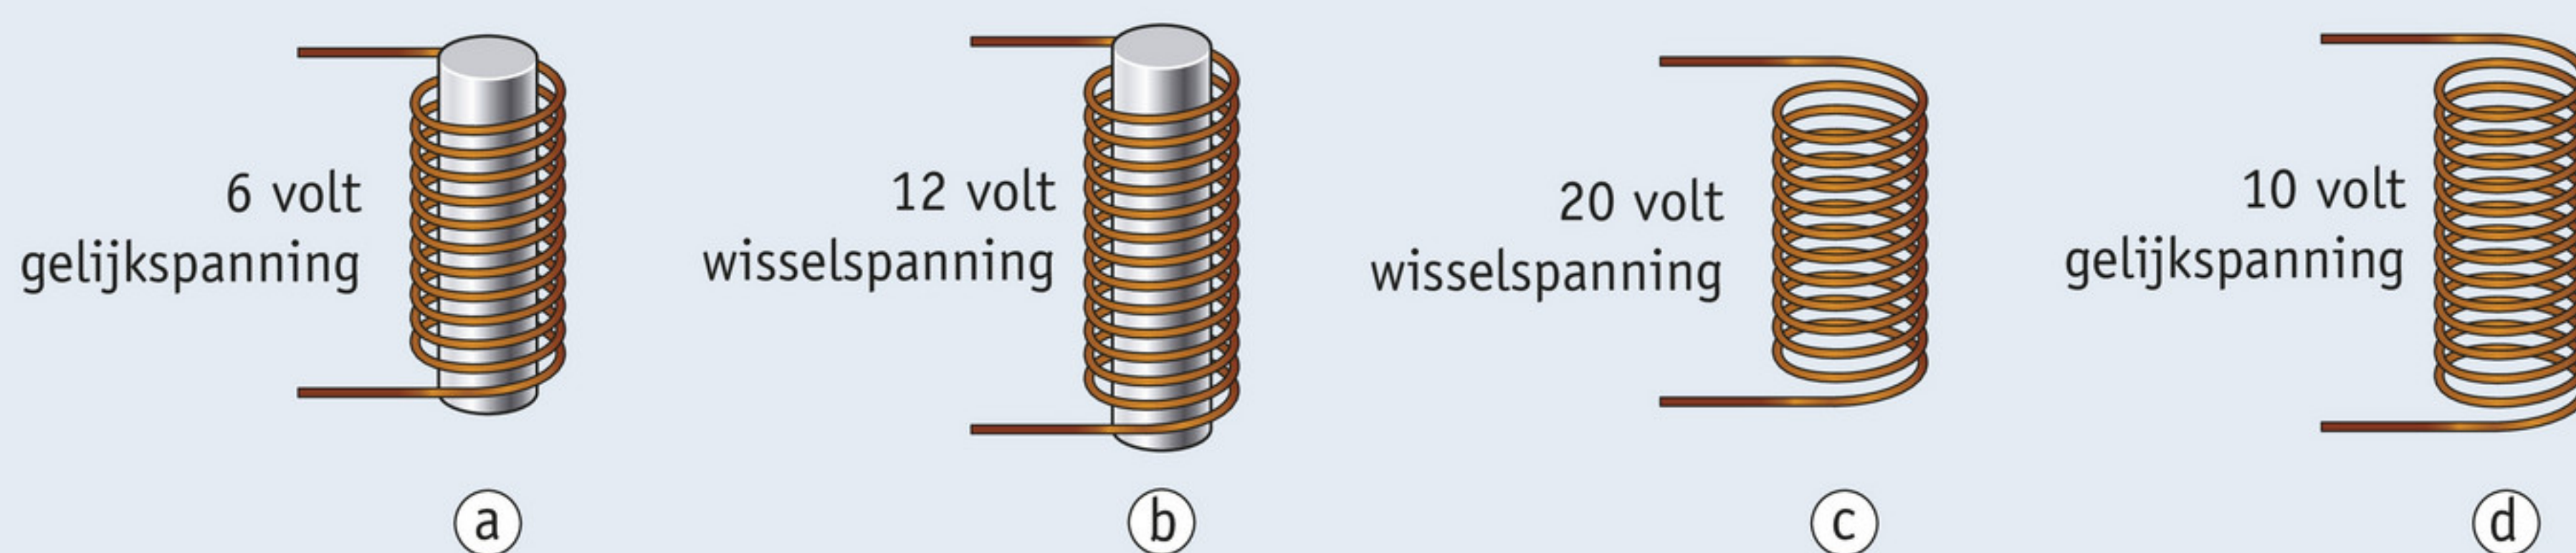 6 volt
gelijkspanning
a
12 volt
wisselspanning
b
20 volt
wisselspanning
c
10 volt
gelijkspanning
d